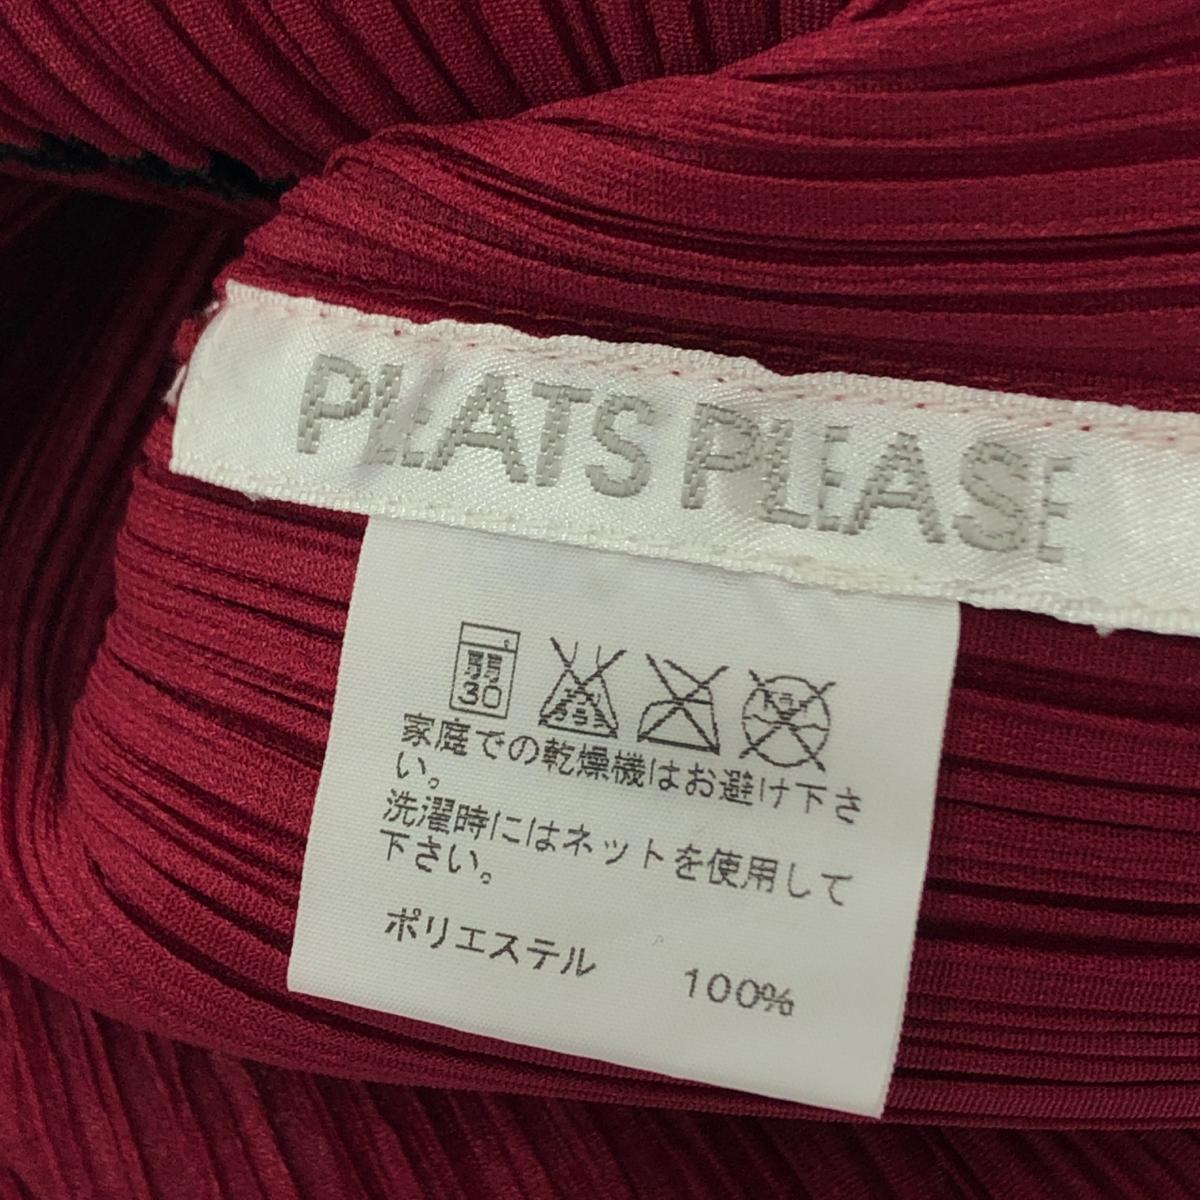 PLEATS PLEASE
30
家庭での乾燥機はお避け下さ
い。
洗濯時にはネットを使用して
下さい。
ポリエステル 100%